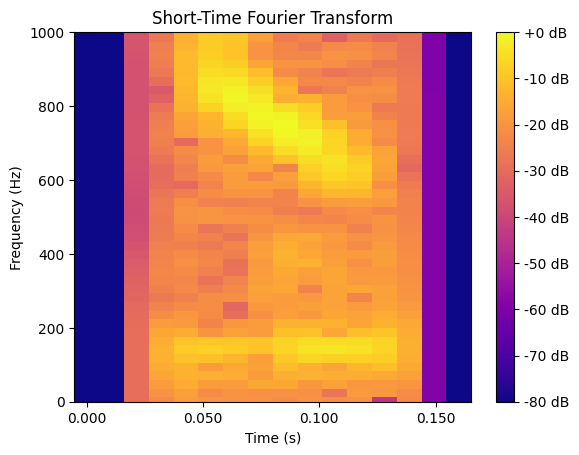 Short-Time Fourier Transform
1000
800
600
400
200
0
Frequency (Hz)
0.000
0.050
0.100
0.150
Time (s)
+0 dB
-10 dB
-20 dB
-30 dB
-40 dB
-50 dB
-60 dB
-70 dB
-80 dB